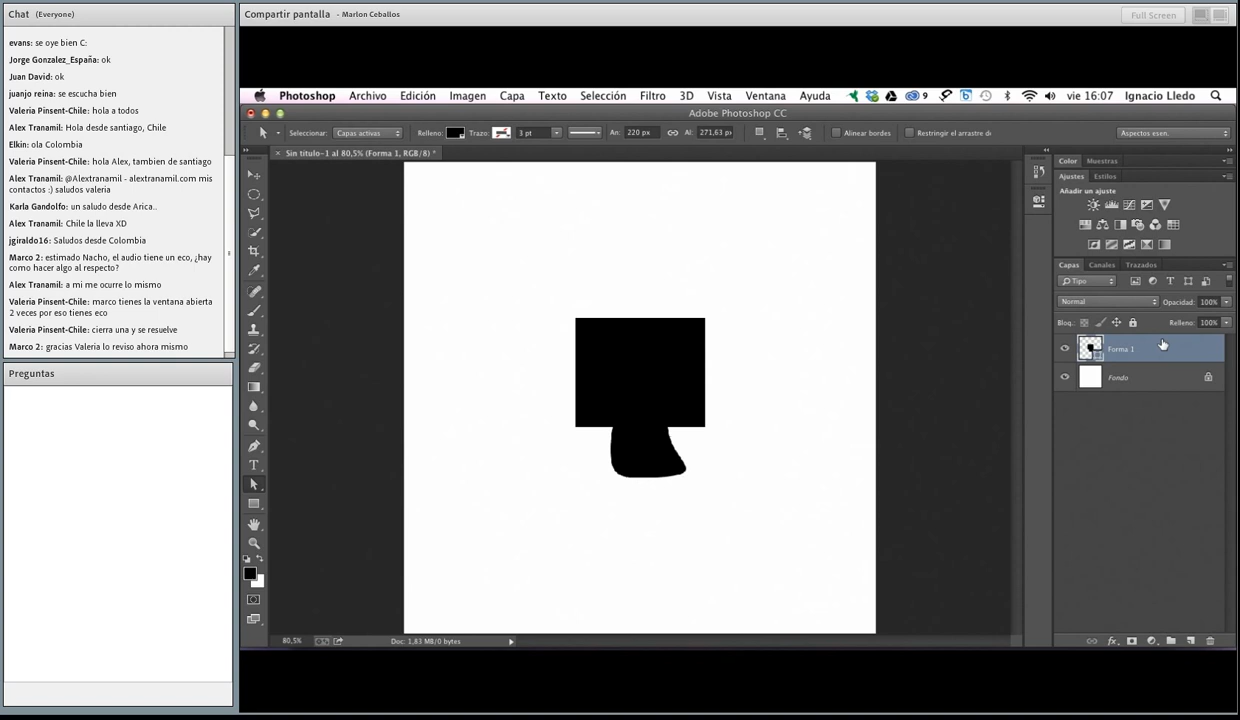 Chat (Everyone)
evans: se oye bien C:
Jorge Gonzalez_España: ok
Juan David: ok
juanjo reina: se escucha bien
Valeria Pinsent-Chile: hola a todos
Alex Tranamil: Hola desde santiago, Chile
Elkin: ola Colombia
Valeria Pinsent-Chile: hola Alex, tambien de santiago
Alex Tranamil: @Alextranamil - alextranamil.com mis
contactos :) saludos valeria
Karla Gandolfo: un saludo desde Arica..
Alex Tranamil: Chile la lleva XD
jgiraldo16: Saludos desde Colombia
Marco 2: estimado Nacho, el audio tiene un eco, ¿hay
como hacer algo al respecto?
Alex Tranamil: a mi me ocurre lo mismo
Valeria Pinsent-Chile: marco tienes la ventana abierta
2 veces por eso tienes eco
Valeria Pinsent-Chile: cierra una y se resuelve
Marco 2: gracias Valeria lo reviso ahora mismo
Preguntas
Compartir pantalla - Marlon Ceballos
Full Screen
Photoshop Archivo Edición Imagen Capa Texto Selección Filtro 3D Vista Ventana Ayuda 9 vie 16:07 Ignacio Lledo
Adobe Photoshop CC
Seleccionar: Capas activas Relleno: Trazo: 3 pt An: 220 px Al: 271,63 px Alinear bordes Restringir el arrastre de Aspectos esen.
× Sin titulo-1 al 80,5% (Forma 1, RGB/8) *
Color Muestras
Ajustes Estilos
Añadir un ajuste
Capas Canales Trazados
Tipo
Normal Opacidad: 100%
Bloq.: Relleno: 100%
Forma 1
Fondo
80,5% Doc: 1,83 MB/0 bytes
fx